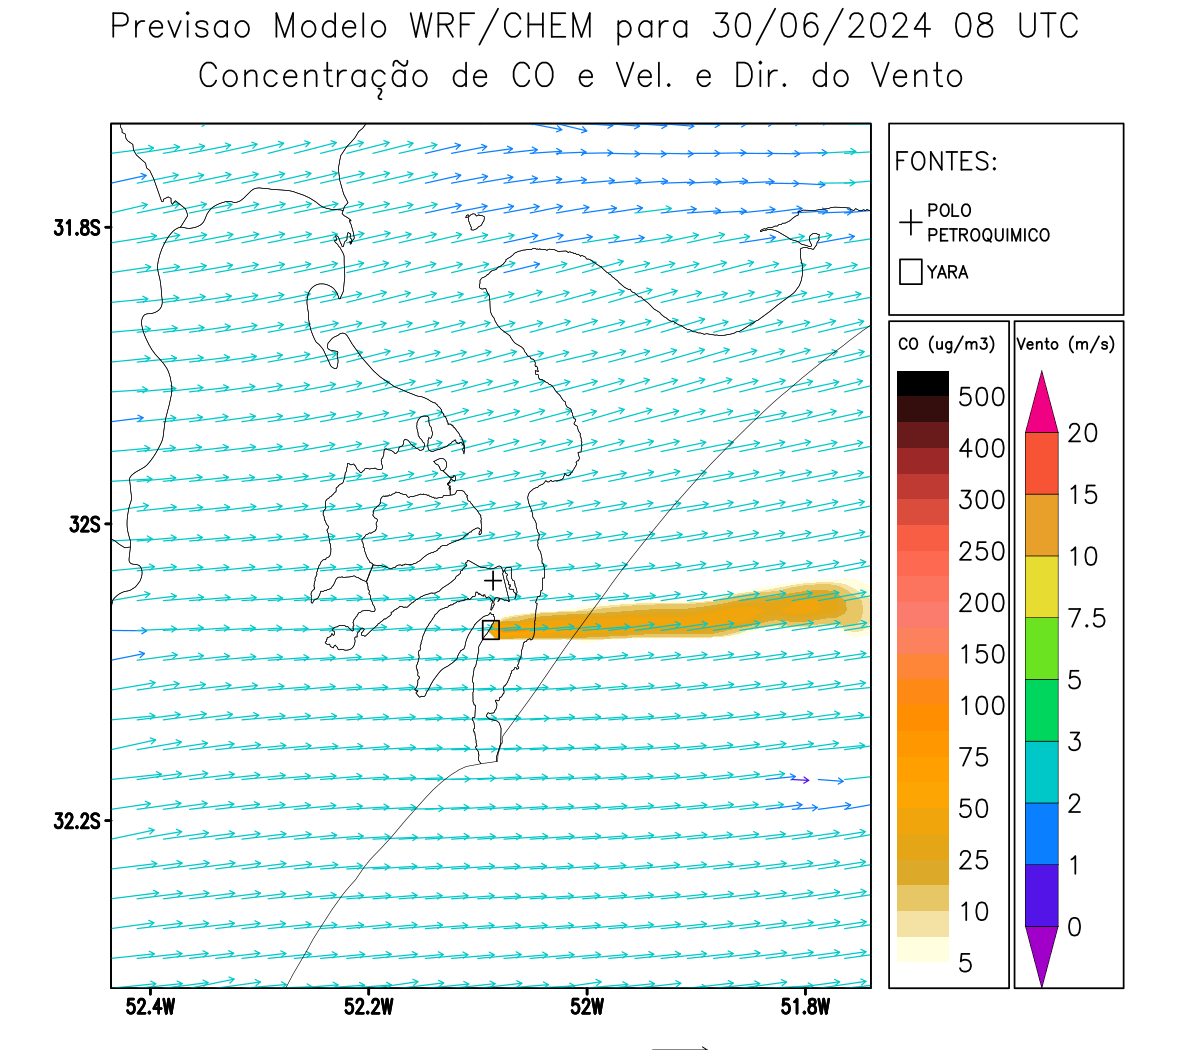 Previsao Modelo WRF/CHEM para 30/06/2024 08 UTC
Concentração de CO e Vel. e Dir. do Vento
FONTES:
POLO
PETROQUIMICO
YARA
CO (ug/m3)
500
400
300
250
200
150
100
75
50
25
10
5
Vento (m/s)
20
15
10
7.5
5
3
2
1
0
31.8S
32S
32.2S
52.4W
52.2W
52W
51.8W